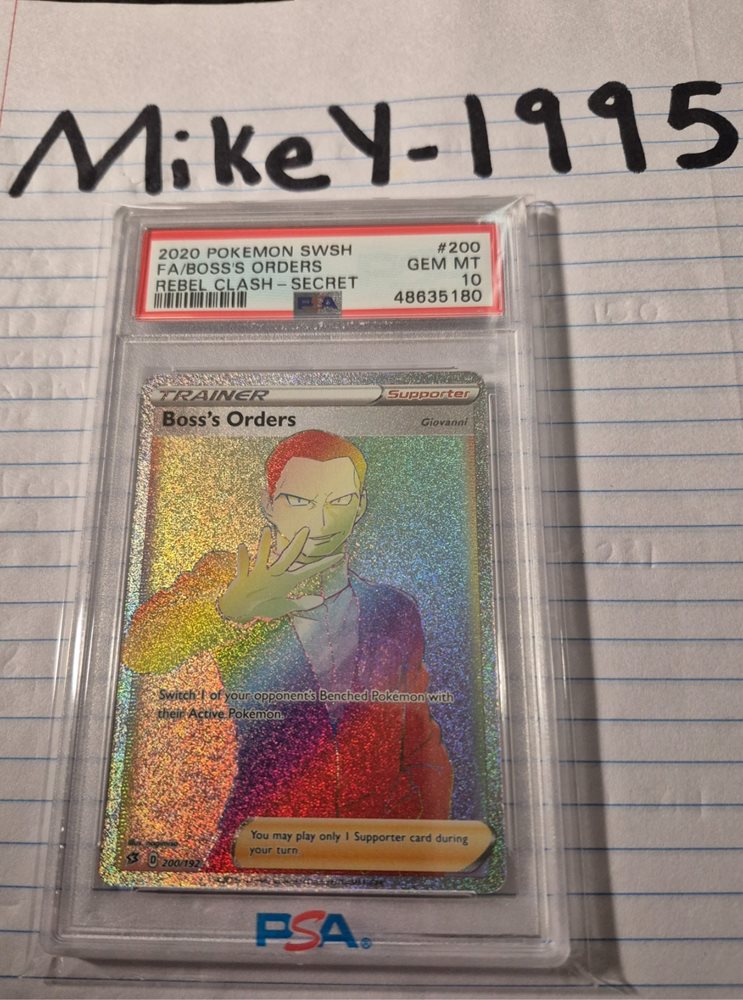 MikeY-1995
2020 POKEMON SWSH #200
FA/BOSS'S ORDERS GEM MT
REBEL CLASH - SECRET 10
48635180
PSA
TRAINER Supporter
Boss's Orders Giovanni
Switch 1 of your opponent's Benched Pokémon with
their Active Pokémon.
You may play only 1 Supporter card during
your turn.
D 200/192
PSA